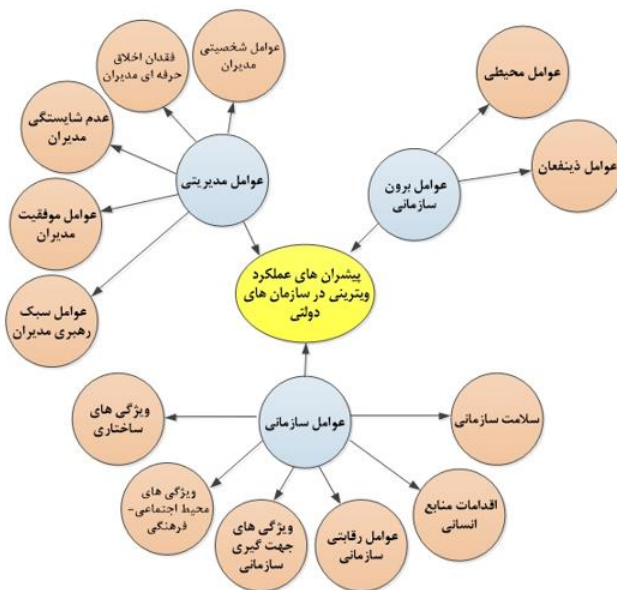 عوامل شخصیتی
مدیران
فقدان اخلاق
حرفه ای مدیران
عدم شایستگی
مدیران
عوامل موفقیت
مدیران
عوامل سبک
رهبری مدیران
عوامل مدیریتی
عوامل محیطی
عوامل ذینفعان
عوامل برون
سازمانی
پیشران های عملکرد
ویترینی در سازمان های
دولتی
عوامل سازمانی
ویژگی های
ساختاری
ویژگی های
محیط اجتماعی-
فرهنگی
ویژگی های
جهت گیری
سازمانی
عوامل رقابتی
سازمانی
اقدامات منابع
انسانی
سلامت سازمانی